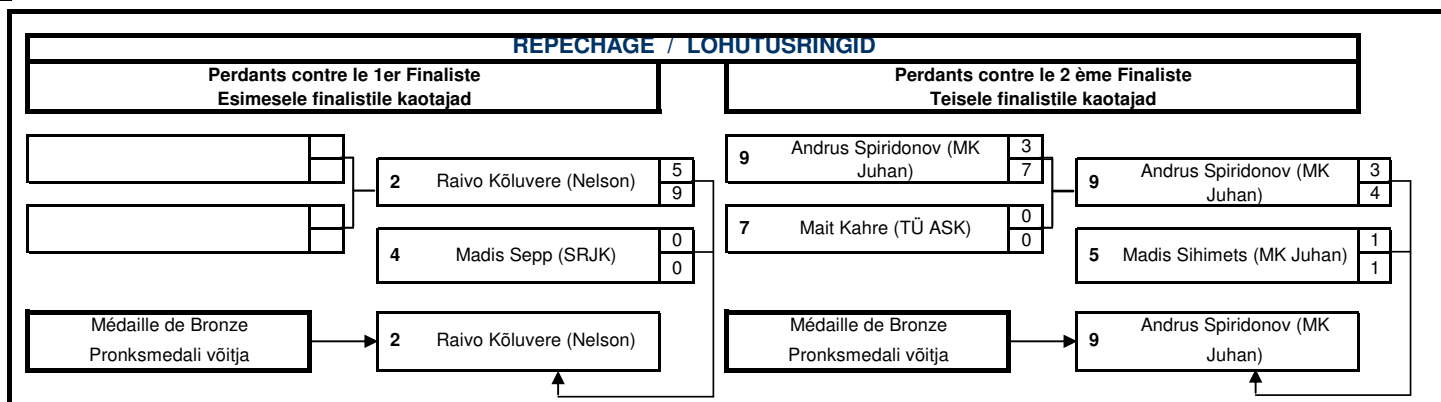 REPECHAGE / LOHUTUSRINGID
Perdants contre le 1er Finaliste
Esimesele finalistile kaotajad
Perdants contre le 2 ème Finaliste
Teisele finalistile kaotajad
2 Raivo Kõluvere (Nelson) 5
9
4 Madis Sepp (SRJK) 0
0
Médaille de Bronze
Pronksmedali võitja
2 Raivo Kõluvere (Nelson)
9 Andrus Spiridonov (MK 3
Juhan) 7
7 Mait Kahre (TÜ ASK) 0
0
9 Andrus Spiridonov (MK 3
Juhan) 4
5 Madis Sihimets (MK Juhan) 1
1
Médaille de Bronze
Pronksmedali võitja
9 Andrus Spiridonov (MK
Juhan)